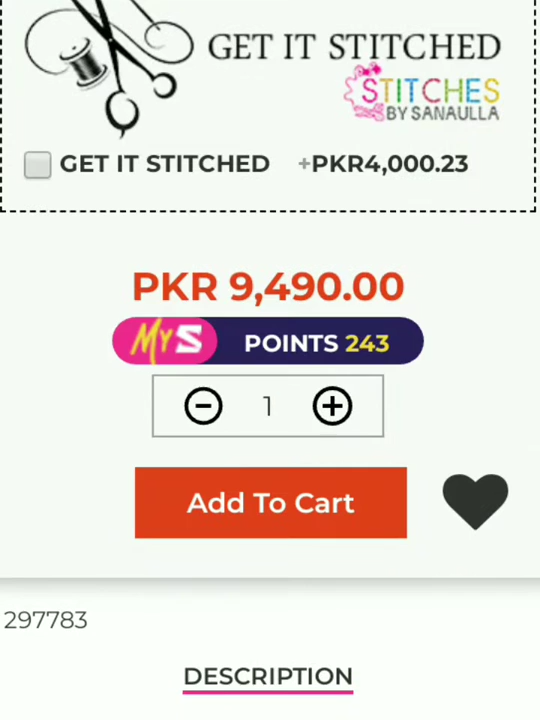 GET IT STITCHED
STITCHES
BY SANAULLA
GET IT STITCHED +PKR4,000.23
PKR 9,490.00
MYS POINTS 243
1
Add To Cart
297783
DESCRIPTION